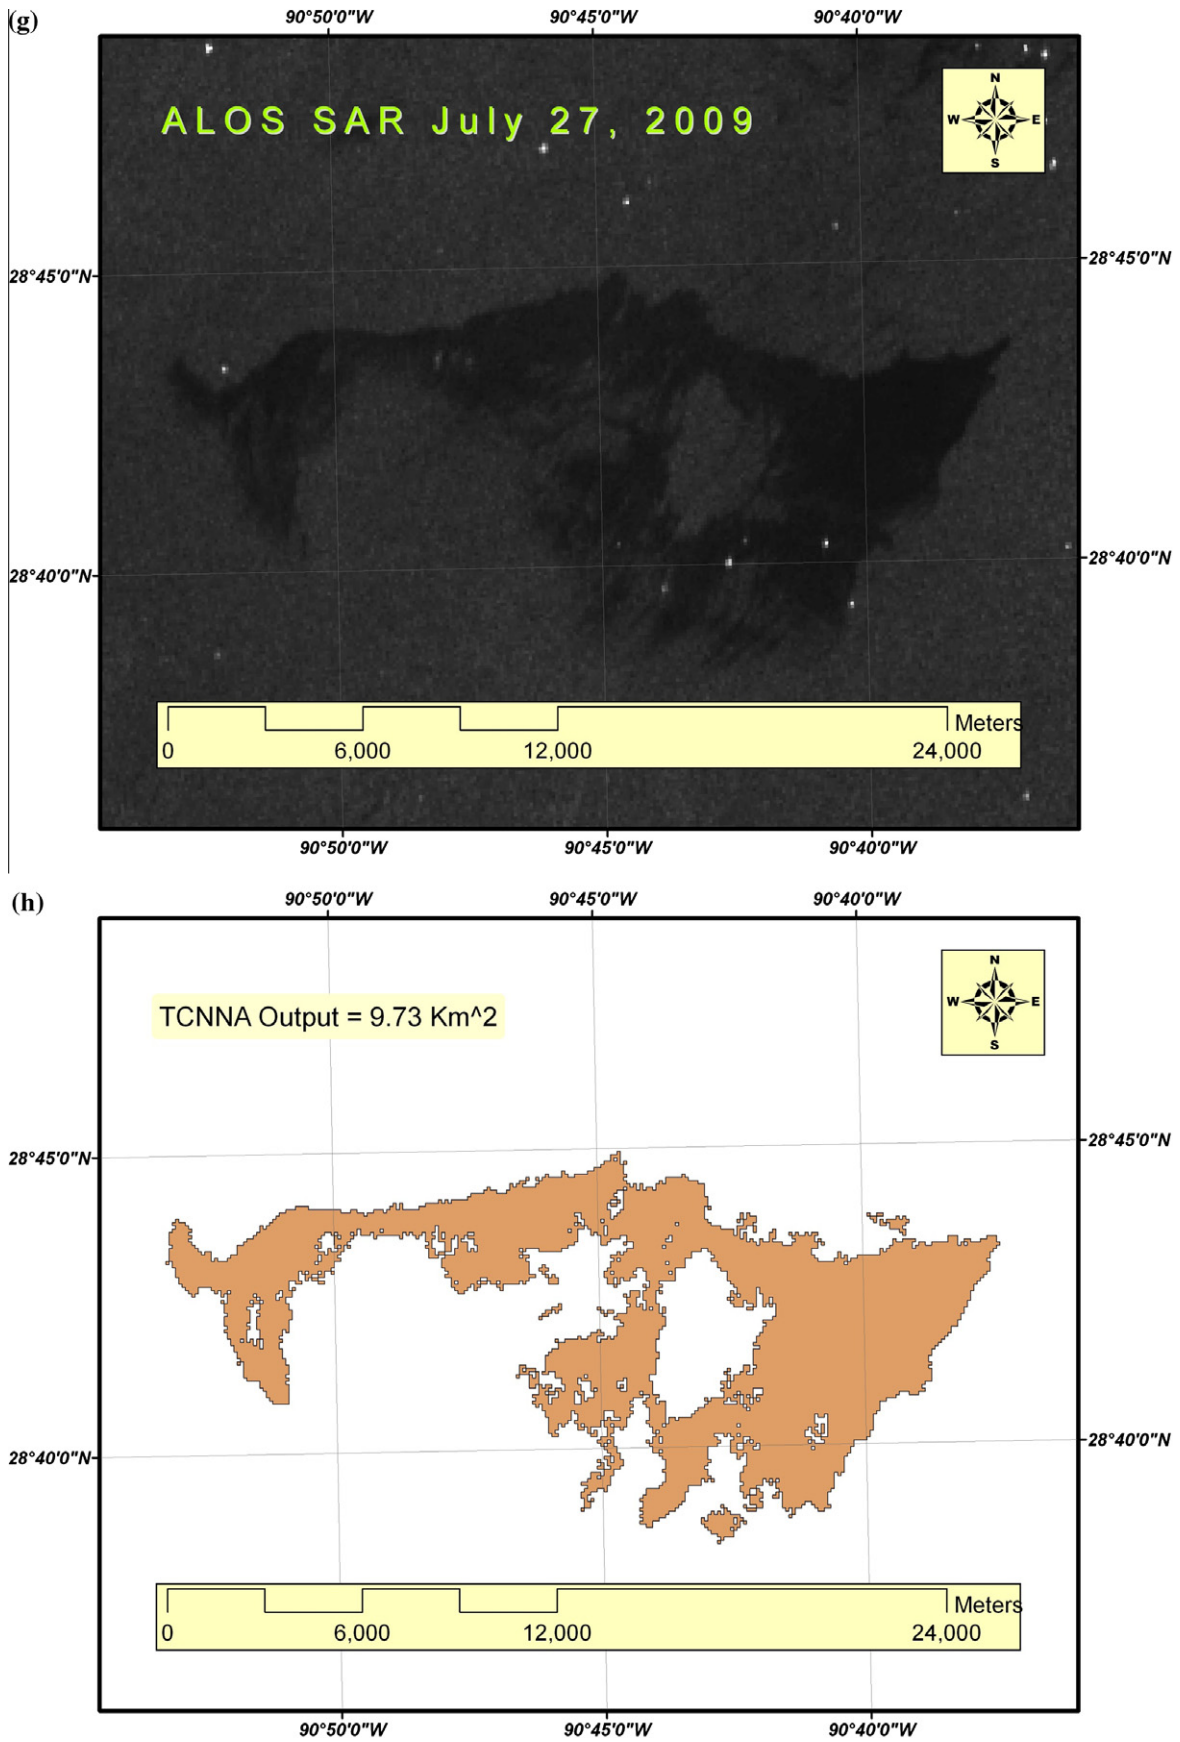 (g)
90°50'0"W 90°45'0"W 90°40'0"W
ALOS SAR July 27, 2009
N
W E
S
28°45'0"N
28°45'0"N
28°40'0"N
28°40'0"N
Meters
0 6,000 12,000 24,000
90°50'0"W 90°45'0"W 90°40'0"W
(h)
90°50'0"W 90°45'0"W 90°40'0"W
N
W E
S
TCNNA Output = 9.73 Km^2
28°45'0"N
28°45'0"N
28°40'0"N
28°40'0"N
Meters
0 6,000 12,000 24,000
90°50'0"W 90°45'0"W 90°40'0"W